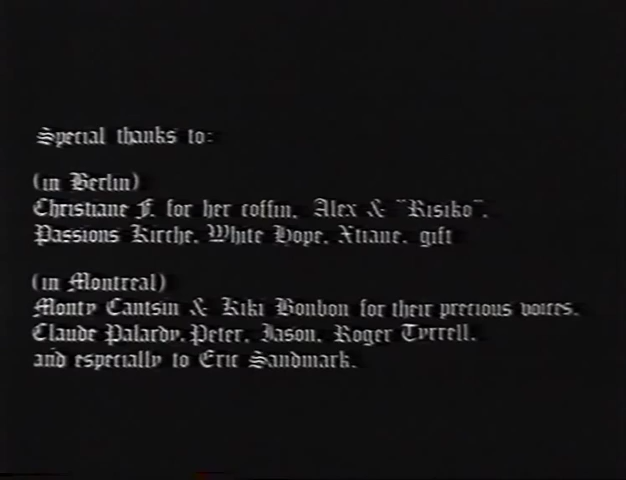 Special thanks to:
(in Berlin)
Christiane F. for her coffin. Alex & "Risiko".
Passions Kirche. White Hope. Xtiane. gift
(in Montreal)
Monty Cantsin & Kiki Bonbon for their precious voices.
Claude Palardy. Peter. Jason. Roger Tyrrell.
and especially to Eric Sandmark.